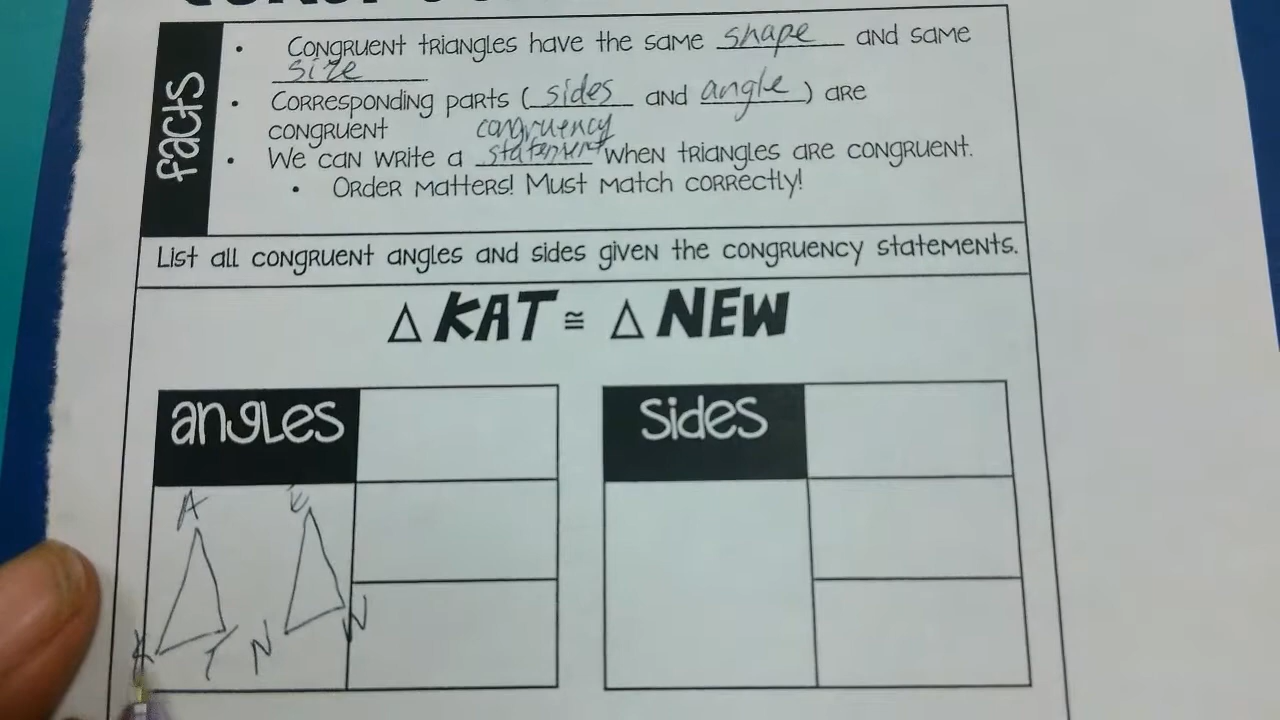 facts
• Congruent triangles have the same shape and same
size
• Corresponding parts (sides and angle) are
congruent
congruency
• We can write a statement when triangles are congruent.
• Order matters! Must match correctly!
List all congruent angles and sides given the congruency statements.
△ KAT ≅ △ NEW
angles
sides
A
E
K
T
N
W